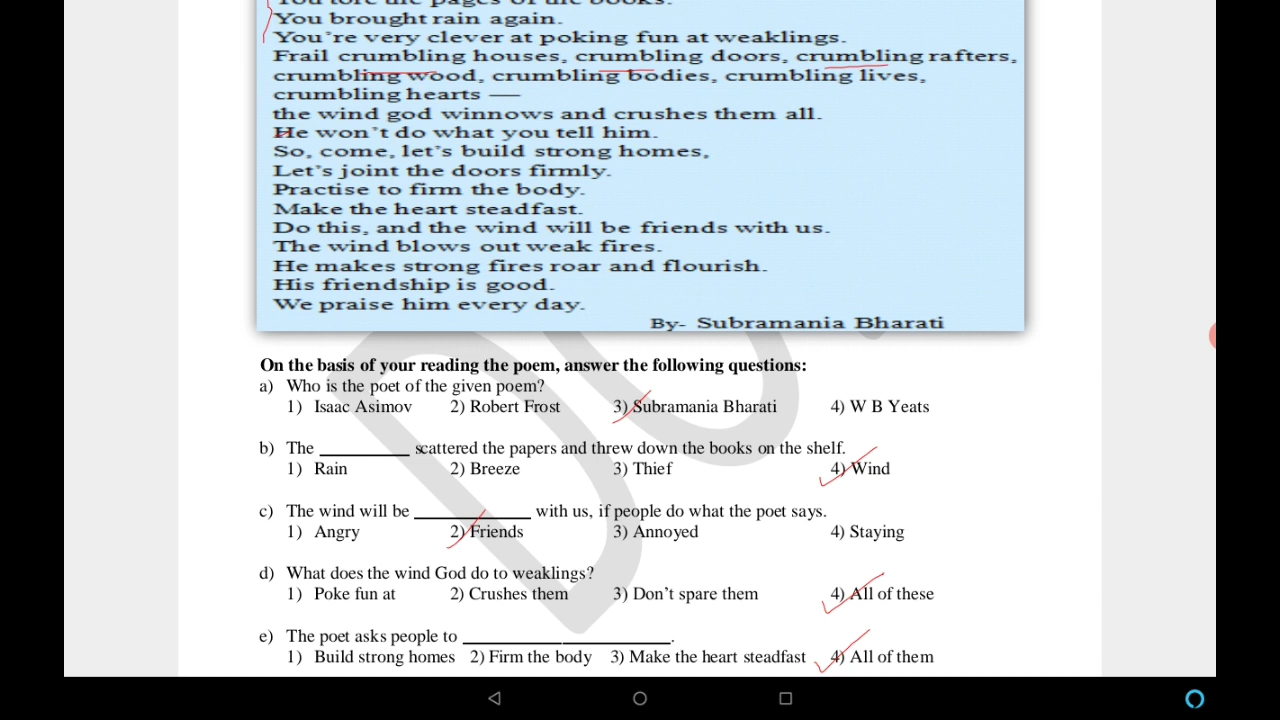 You tore the pages of the books.
You brought rain again.
You're very clever at poking fun at weaklings.
Frail crumbling houses, crumbling doors, crumbling rafters,
crumbling wood, crumbling bodies, crumbling lives,
crumbling hearts —
the wind god winnows and crushes them all.
He won't do what you tell him.
So, come, let's build strong homes,
Let's joint the doors firmly.
Practise to firm the body.
Make the heart steadfast.
Do this, and the wind will be friends with us.
The wind blows out weak fires.
He makes strong fires roar and flourish.
His friendship is good.
We praise him every day.
By- Subramania Bharati
On the basis of your reading the poem, answer the following questions:
a) Who is the poet of the given poem?
1) Isaac Asimov 2) Robert Frost 3) Subramania Bharati 4) W B Yeats
b) The __________ scattered the papers and threw down the books on the shelf.
1) Rain 2) Breeze 3) Thief 4) Wind
c) The wind will be _____________ with us, if people do what the poet says.
1) Angry 2) Friends 3) Annoyed 4) Staying
d) What does the wind God do to weaklings?
1) Poke fun at 2) Crushes them 3) Don't spare them 4) All of these
e) The poet asks people to _______________________.
1) Build strong homes 2) Firm the body 3) Make the heart steadfast 4) All of them